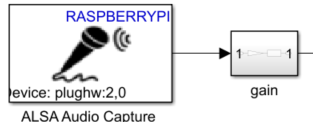 RASPBERRYPI
Device: plughw:2,0
ALSA Audio Capture
1 1
gain